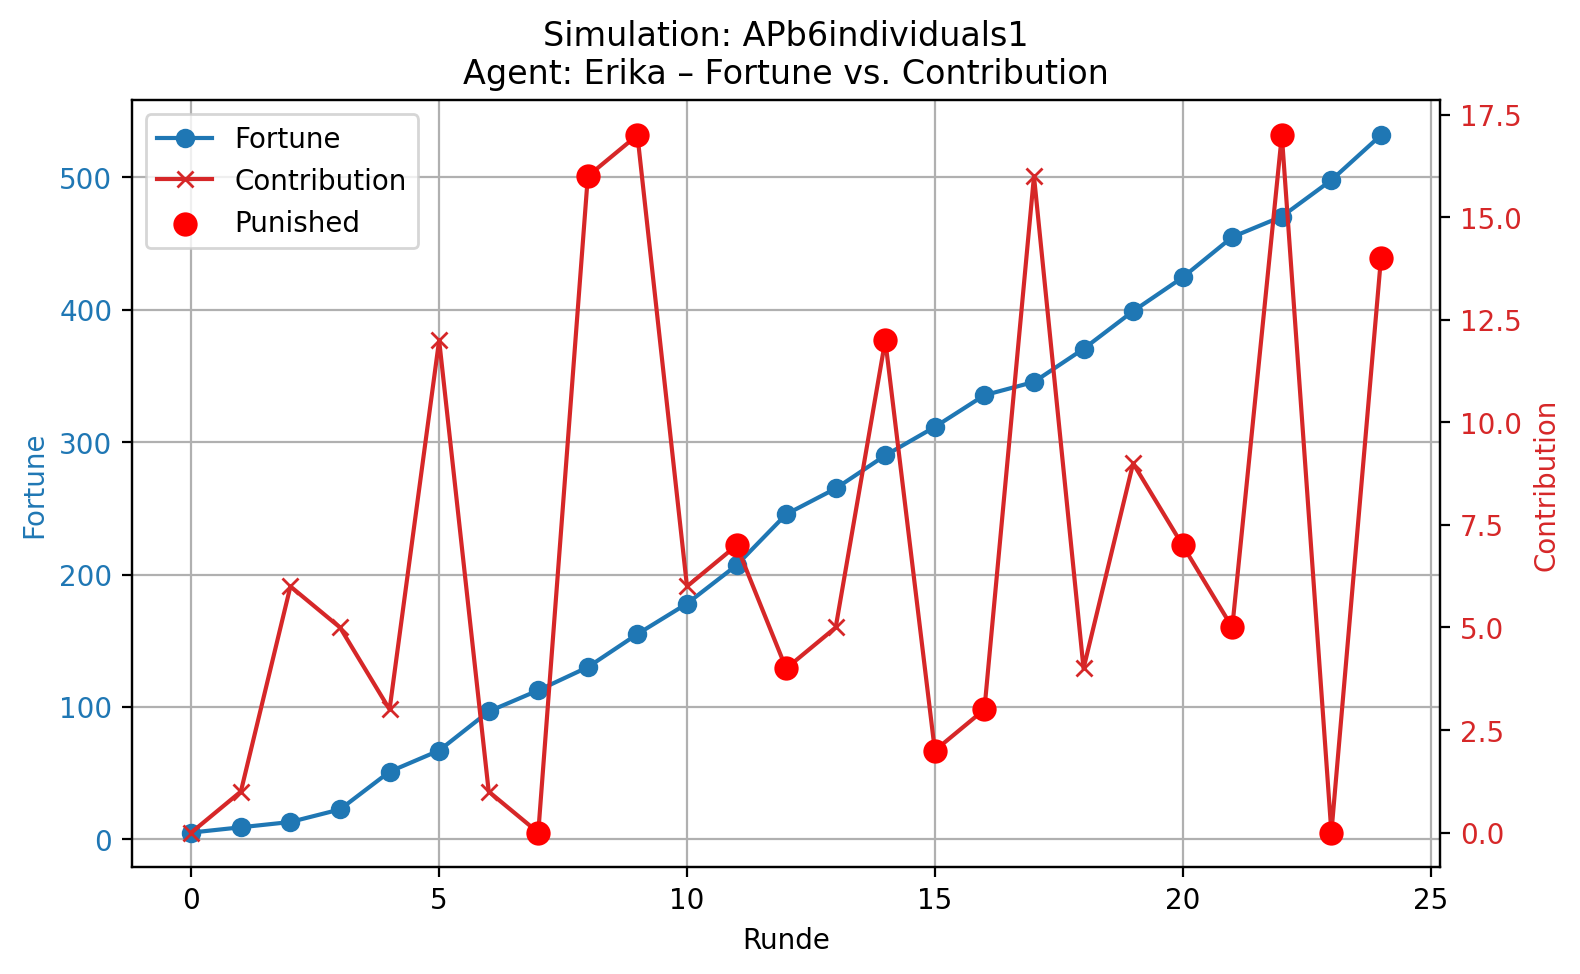 Simulation: APb6individuals1
Agent: Erika – Fortune vs. Contribution
Fortune
Contribution
Punished
500
400
300
200
100
0
Fortune
17.5
15.0
12.5
10.0
7.5
5.0
2.5
0.0
Contribution
0 5 10 15 20 25
Runde